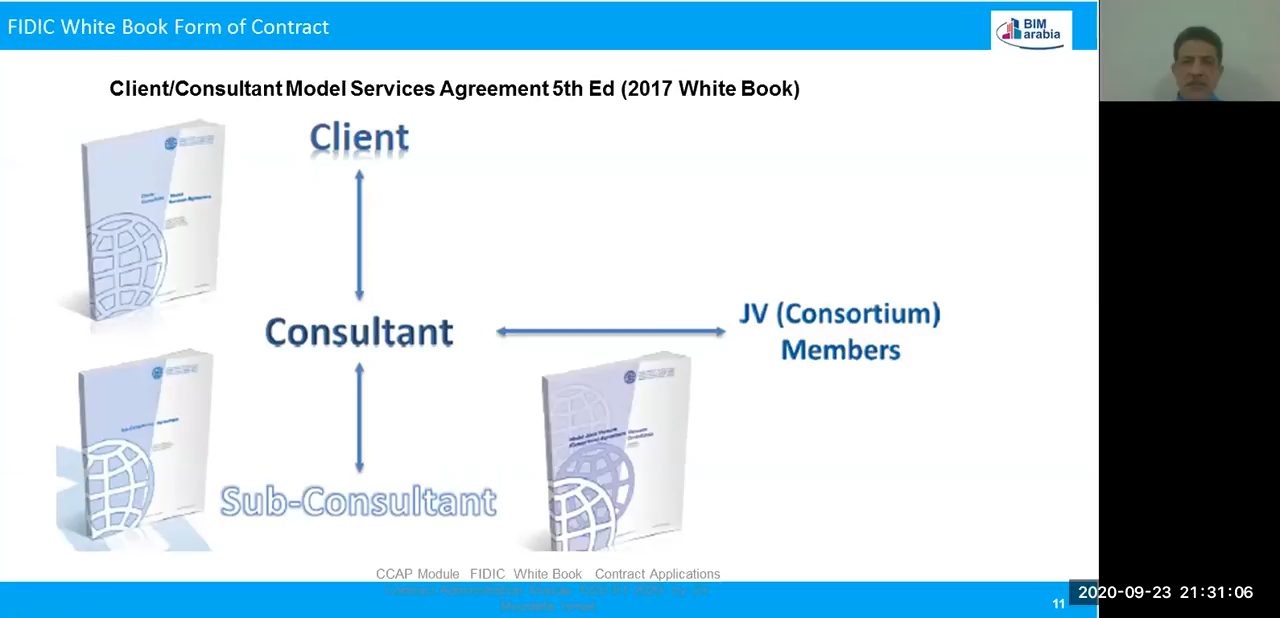 FIDIC White Book Form of Contract
BIM
arabia
Client/Consultant Model Services Agreement 5th Ed (2017 White Book)
Client
Consultant
JV (Consortium)
Members
Sub-Consultant
CCAP Module FIDIC White Book Contract Applications
11
2020-09-23 21:31:06